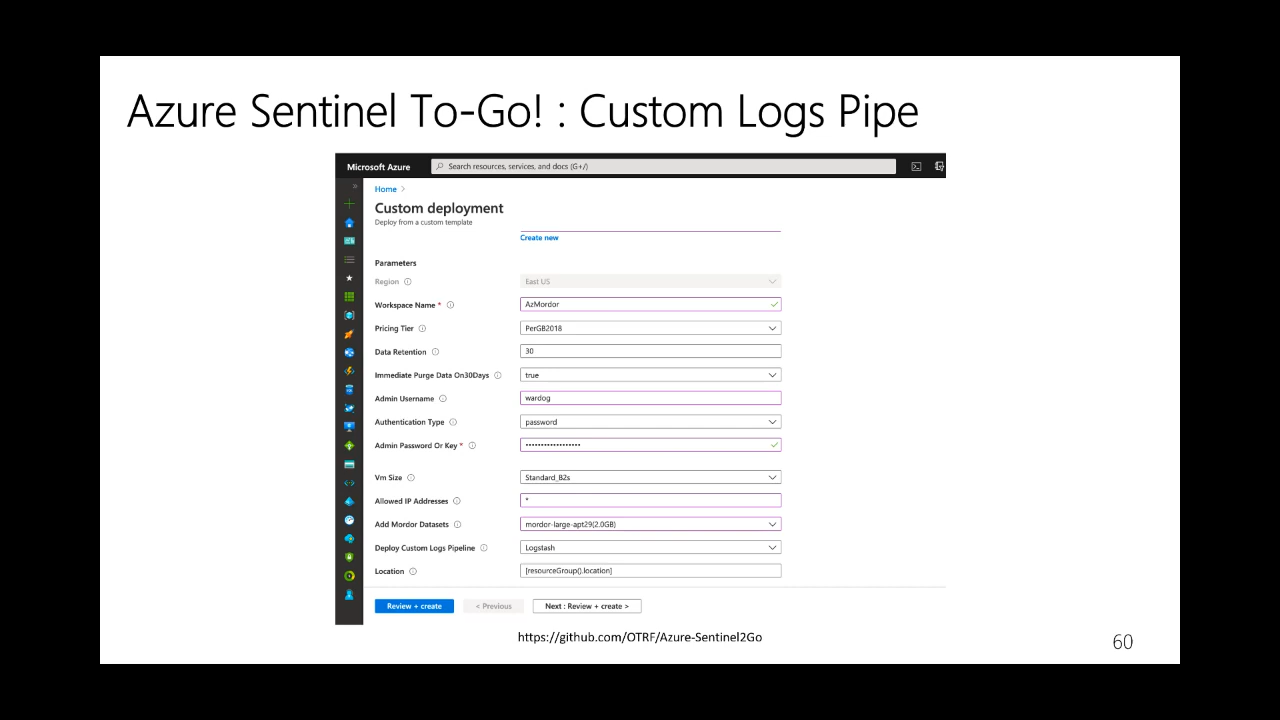 Azure Sentinel To-Go! : Custom Logs Pipe
Microsoft Azure
Search resources, services, and docs (G+/)
Home >
Custom deployment
Deploy from a custom template
Create new
Parameters
Region East US
Workspace Name * AzMordor
Pricing Tier PerGB2018
Data Retention 30
Immediate Purge Data On30Days true
Admin Username wardog
Authentication Type password
Admin Password Or Key * ••••••••••••••••••
Vm Size Standard_B2s
Allowed IP Addresses *
Add Mordor Datasets mordor-large-apt29(2.0GB)
Deploy Custom Logs Pipeline Logstash
Location [resourceGroup().location]
Review + create < Previous Next : Review + create >
https://github.com/OTRF/Azure-Sentinel2Go
60